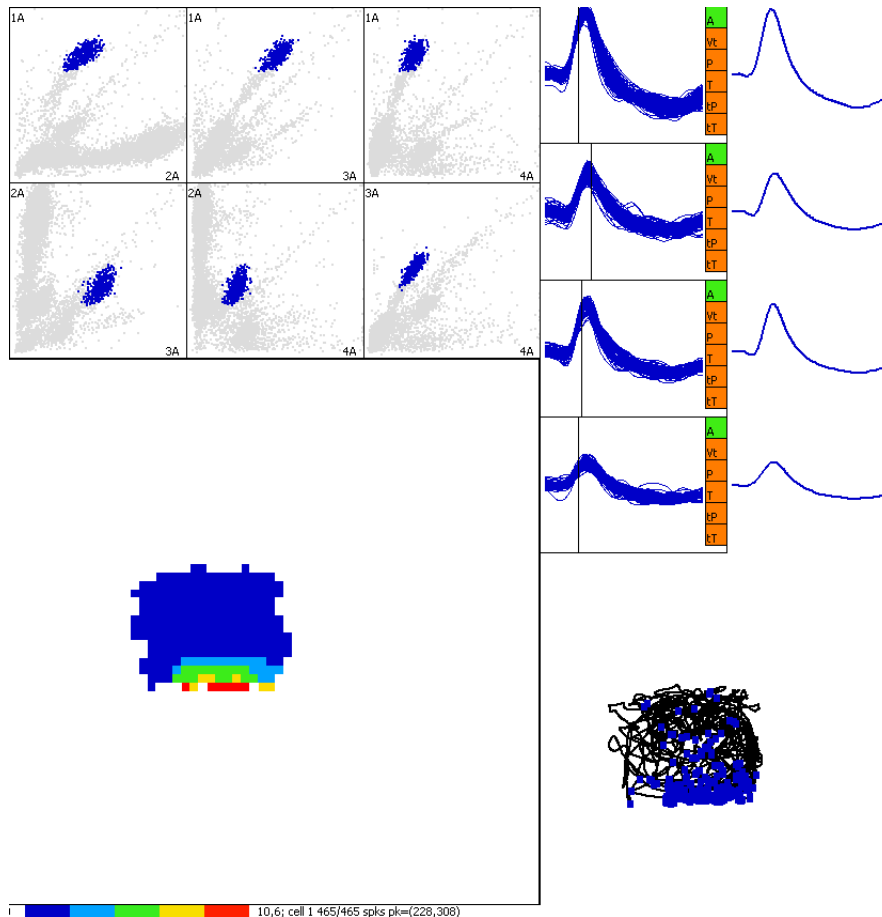 1A
2A
1A
3A
1A
4A
2A
3A
2A
4A
3A
4A
A
Vt
P
T
tP
tT
A
Vt
P
T
tP
tT
A
Vt
P
T
tP
tT
A
Vt
P
T
tP
tT
10,6; cell 1 465/465 spks pk=(228,308)